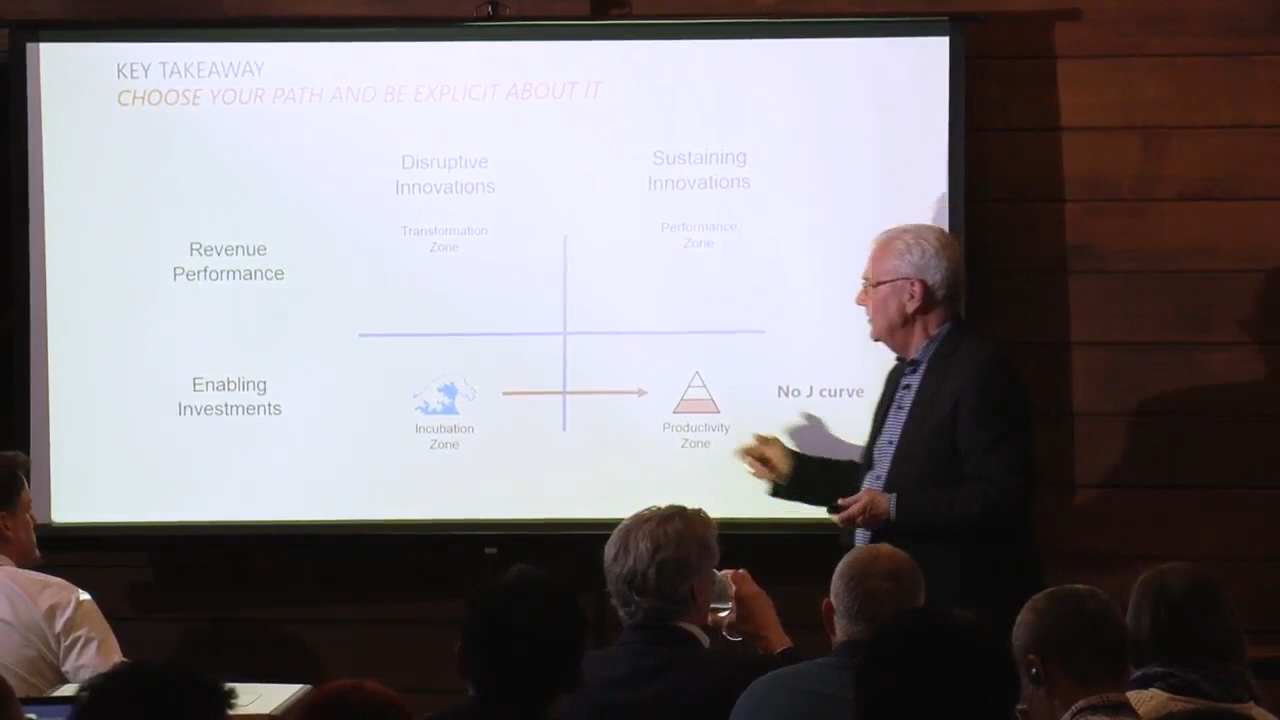 KEY TAKEAWAY
CHOOSE YOUR PATH AND BE EXPLICIT ABOUT IT
Disruptive
Innovations
Sustaining
Innovations
Transformation
Zone
Performance
Zone
Revenue
Performance
Enabling
Investments
Incubation
Zone
Productivity
Zone
No J curve